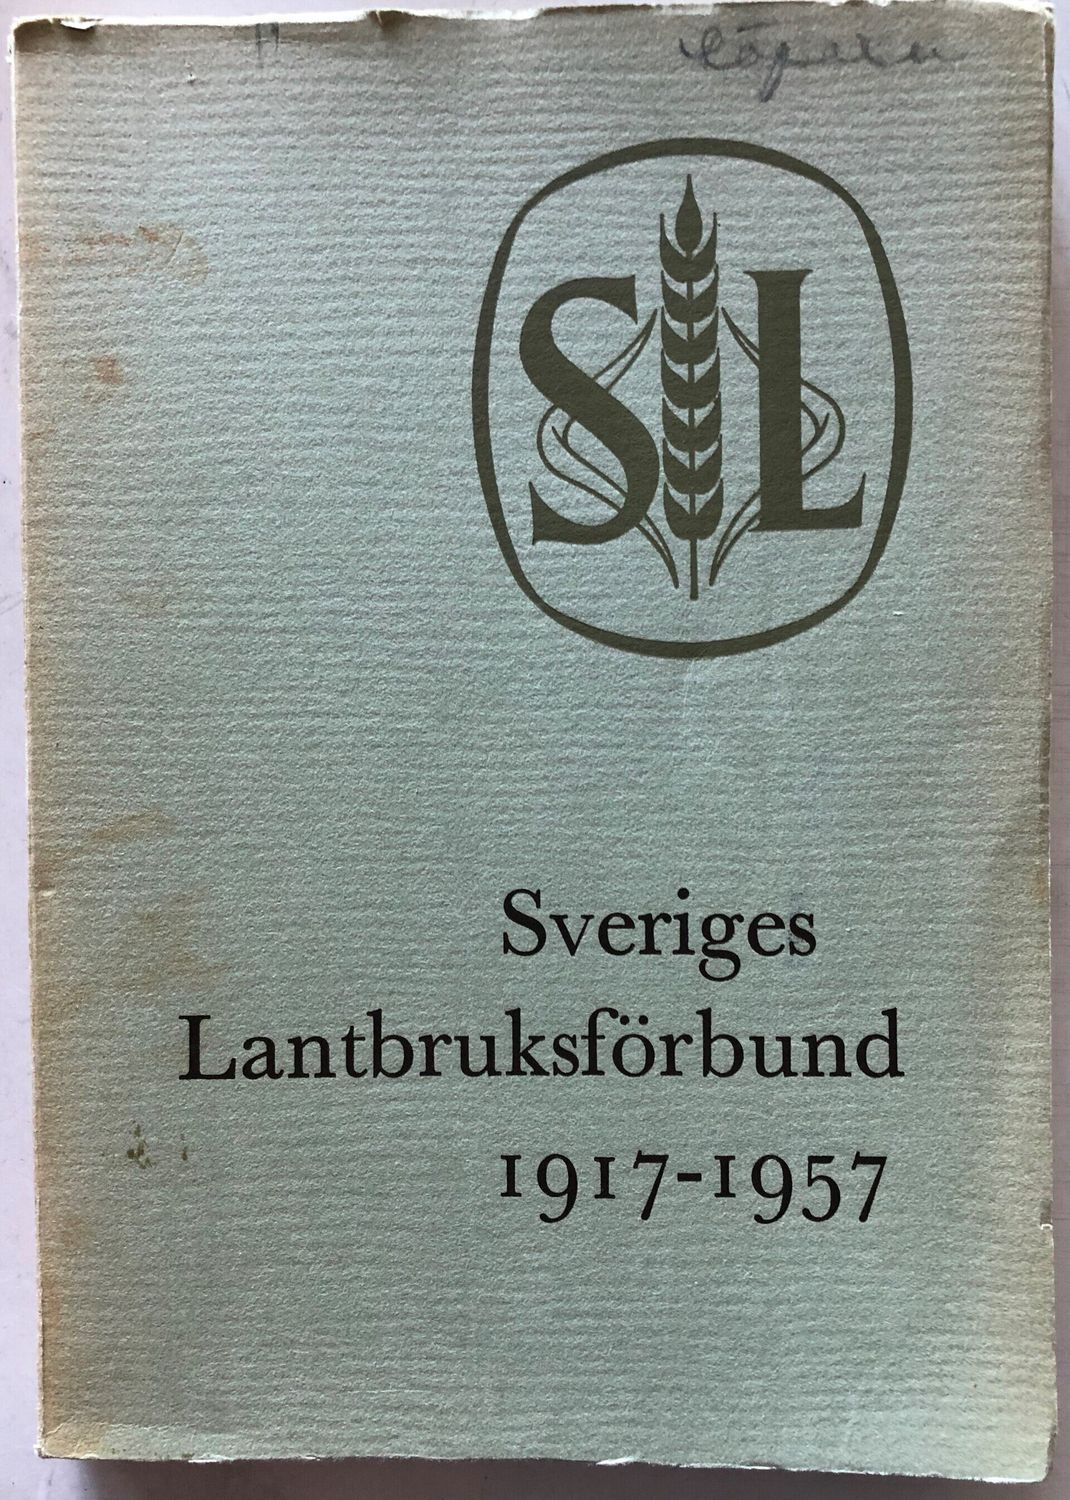 SL
Sveriges
Lantbruksförbund
1917-1957